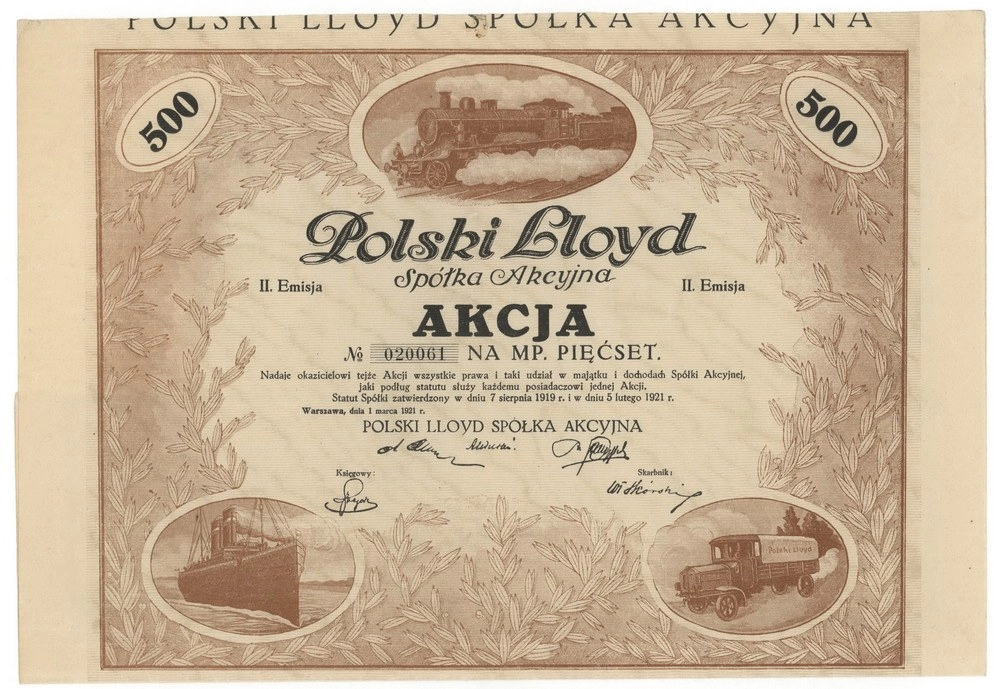 POLSKI LLOYD SPÓŁKA AKCYJNA
500
500
Polski Lloyd
Spółka Akcyjna
II. Emisja
II. Emisja
AKCJA
№ 020061 NA MP. PIĘĆSET.
Nadaje okazicielowi tejże Akcji wszystkie prawa i taki udział w majątku i dochodach Spółki Akcyjnej,
jaki podług statutu służy każdemu posiadaczowi jednej Akcji.
Statut Spółki zatwierdzony w dniu 7 sierpnia 1919 r. i w dniu 5 lutego 1921 r.
Warszawa, dnia 1 marca 1921 r.
POLSKI LLOYD SPÓŁKA AKCYJNA
Księgowy:
Skarbnik:
Polski Lloyd